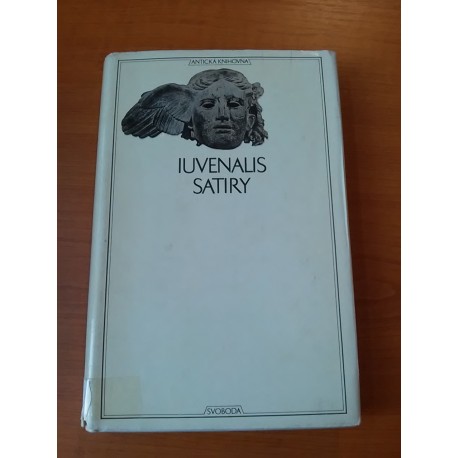 ANTICKÁ KNIHOVNA
IUVENALIS
SATIRY
SVOBODA